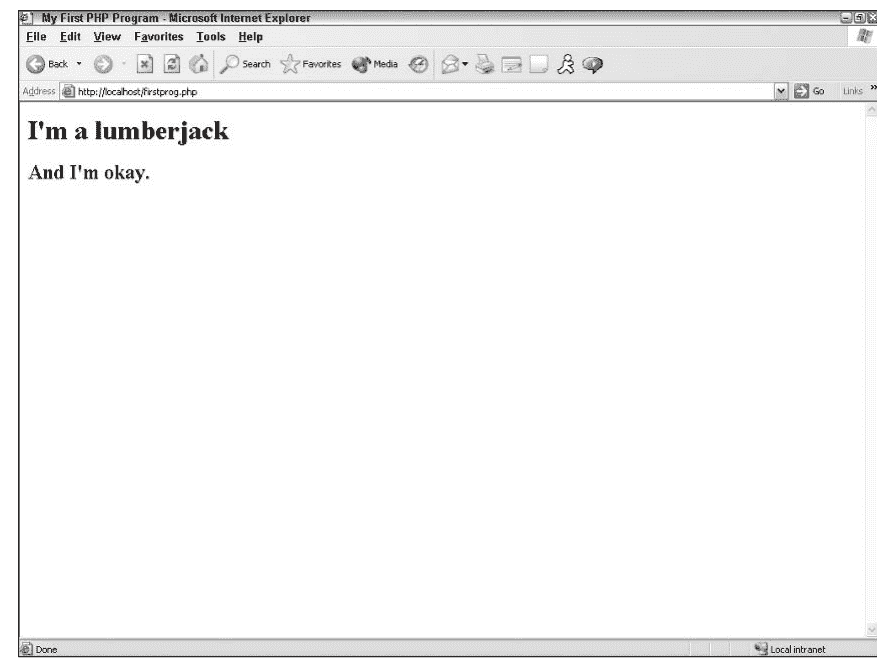 My First PHP Program - Microsoft Internet Explorer
File Edit View Favorites Tools Help
Back Search Favorites Media
Address http://localhost/firstprog.php Go Links »
I'm a lumberjack
And I'm okay.
Done Local intranet